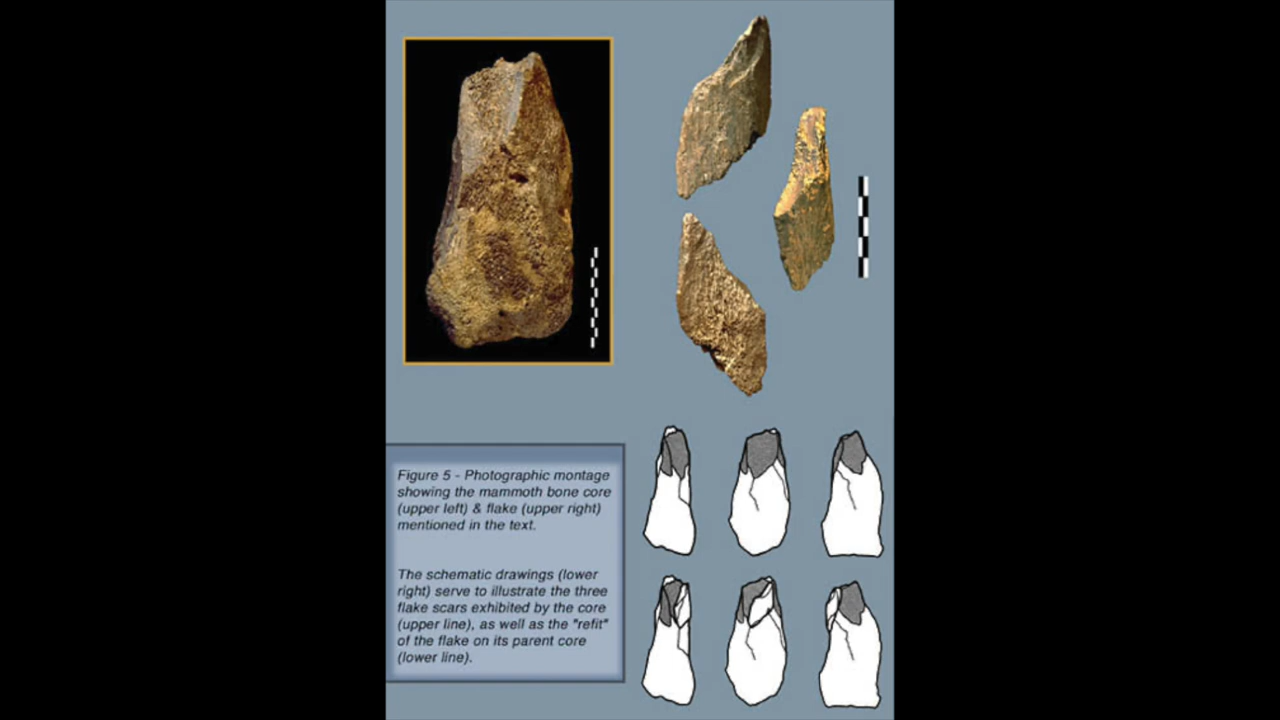 Figure 5 - Photographic montage
showing the mammoth bone core
(upper left) & flake (upper right)
mentioned in the text.
The schematic drawings (lower
right) serve to illustrate the three
flake scars exhibited by the core
(upper line), as well as the "refit"
of the flake on its parent core
(lower line).